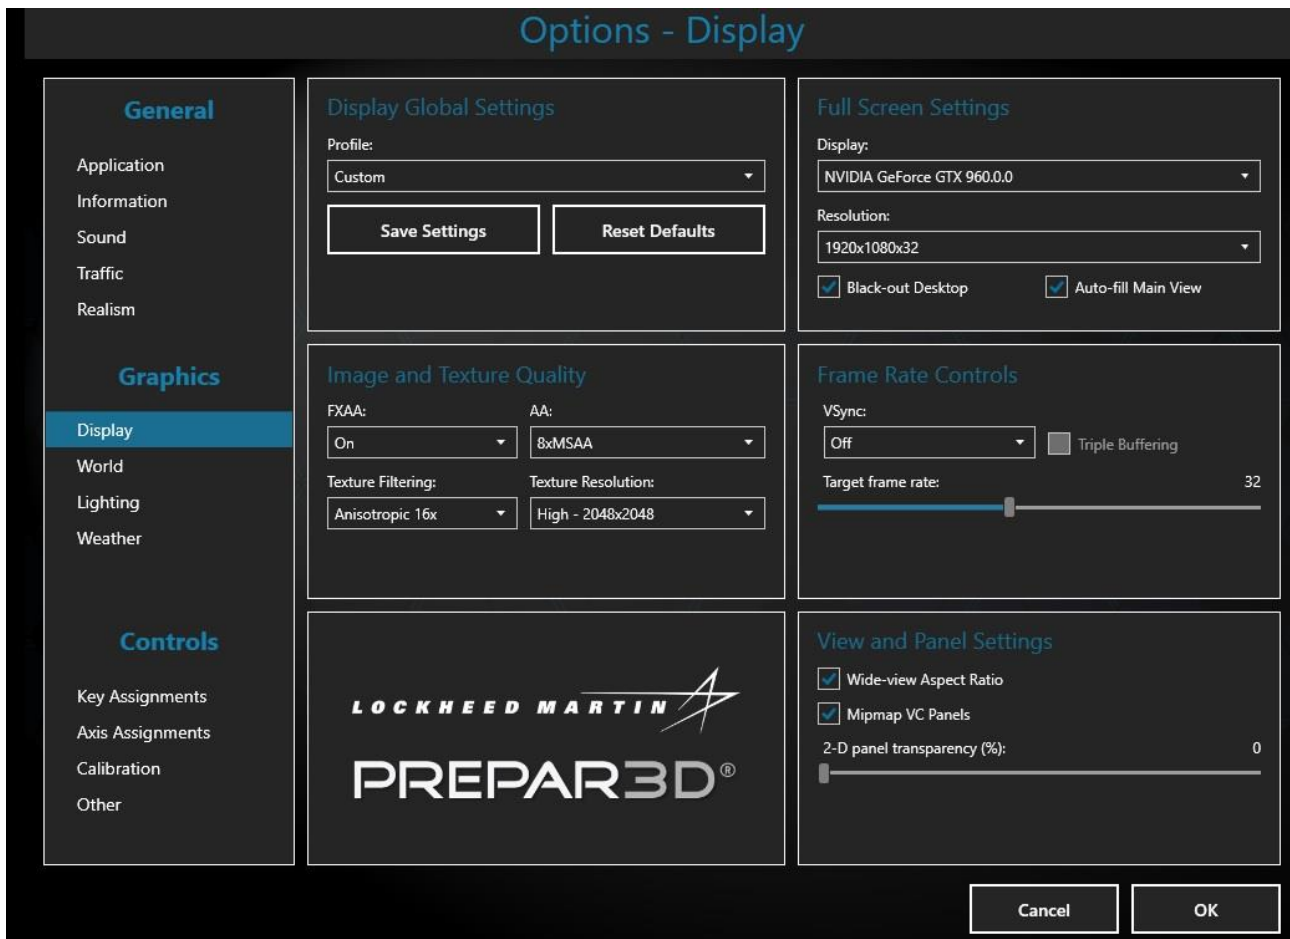 Options - Display
General
Application
Information
Sound
Traffic
Realism
Graphics
Display
World
Lighting
Weather
Controls
Key Assignments
Axis Assignments
Calibration
Other
Display Global Settings
Profile:
Custom
Save Settings Reset Defaults
Full Screen Settings
Display:
NVIDIA GeForce GTX 960.0.0
Resolution:
1920x1080x32
Black-out Desktop Auto-fill Main View
Image and Texture Quality
FXAA: AA:
On 8xMSAA
Texture Filtering: Texture Resolution:
Anisotropic 16x High - 2048x2048
Frame Rate Controls
VSync:
Off Triple Buffering
Target frame rate: 32
LOCKHEED MARTIN
PREPAR3D®
View and Panel Settings
Wide-view Aspect Ratio
Mipmap VC Panels
2-D panel transparency (%): 0
Cancel OK